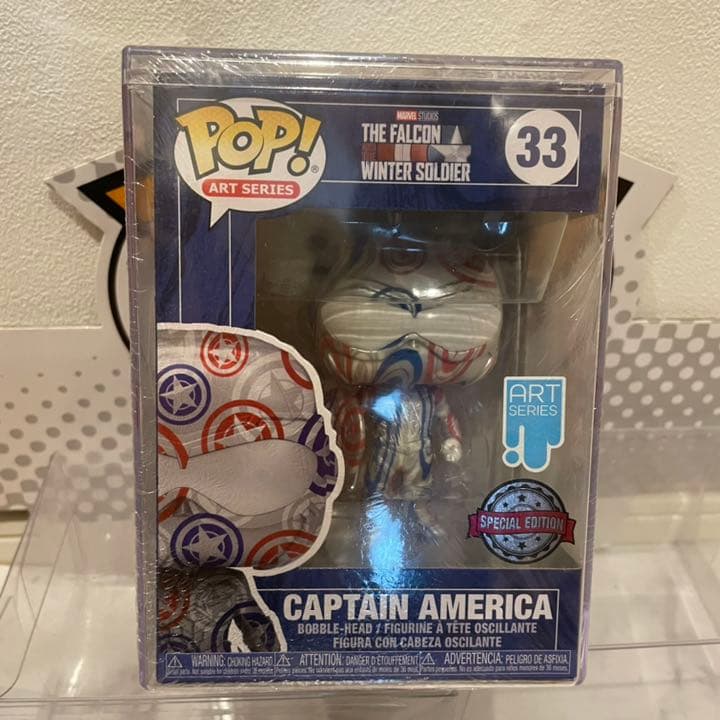 POP!
ART SERIES
MARVEL STUDIOS
THE FALCON
WINTER SOLDIER
33
ART
SERIES
SPECIAL EDITION
CAPTAIN AMERICA
BOBBLE-HEAD / FIGURINE À TÊTE OSCILLANTE
FIGURA CON CABEZA OSCILANTE
WARNING: CHOKING HAZARD
ATTENTION: DANGER D'ÉTOUFFEMENT
ADVERTENCIA: PELIGRO DE ASFIXIA.